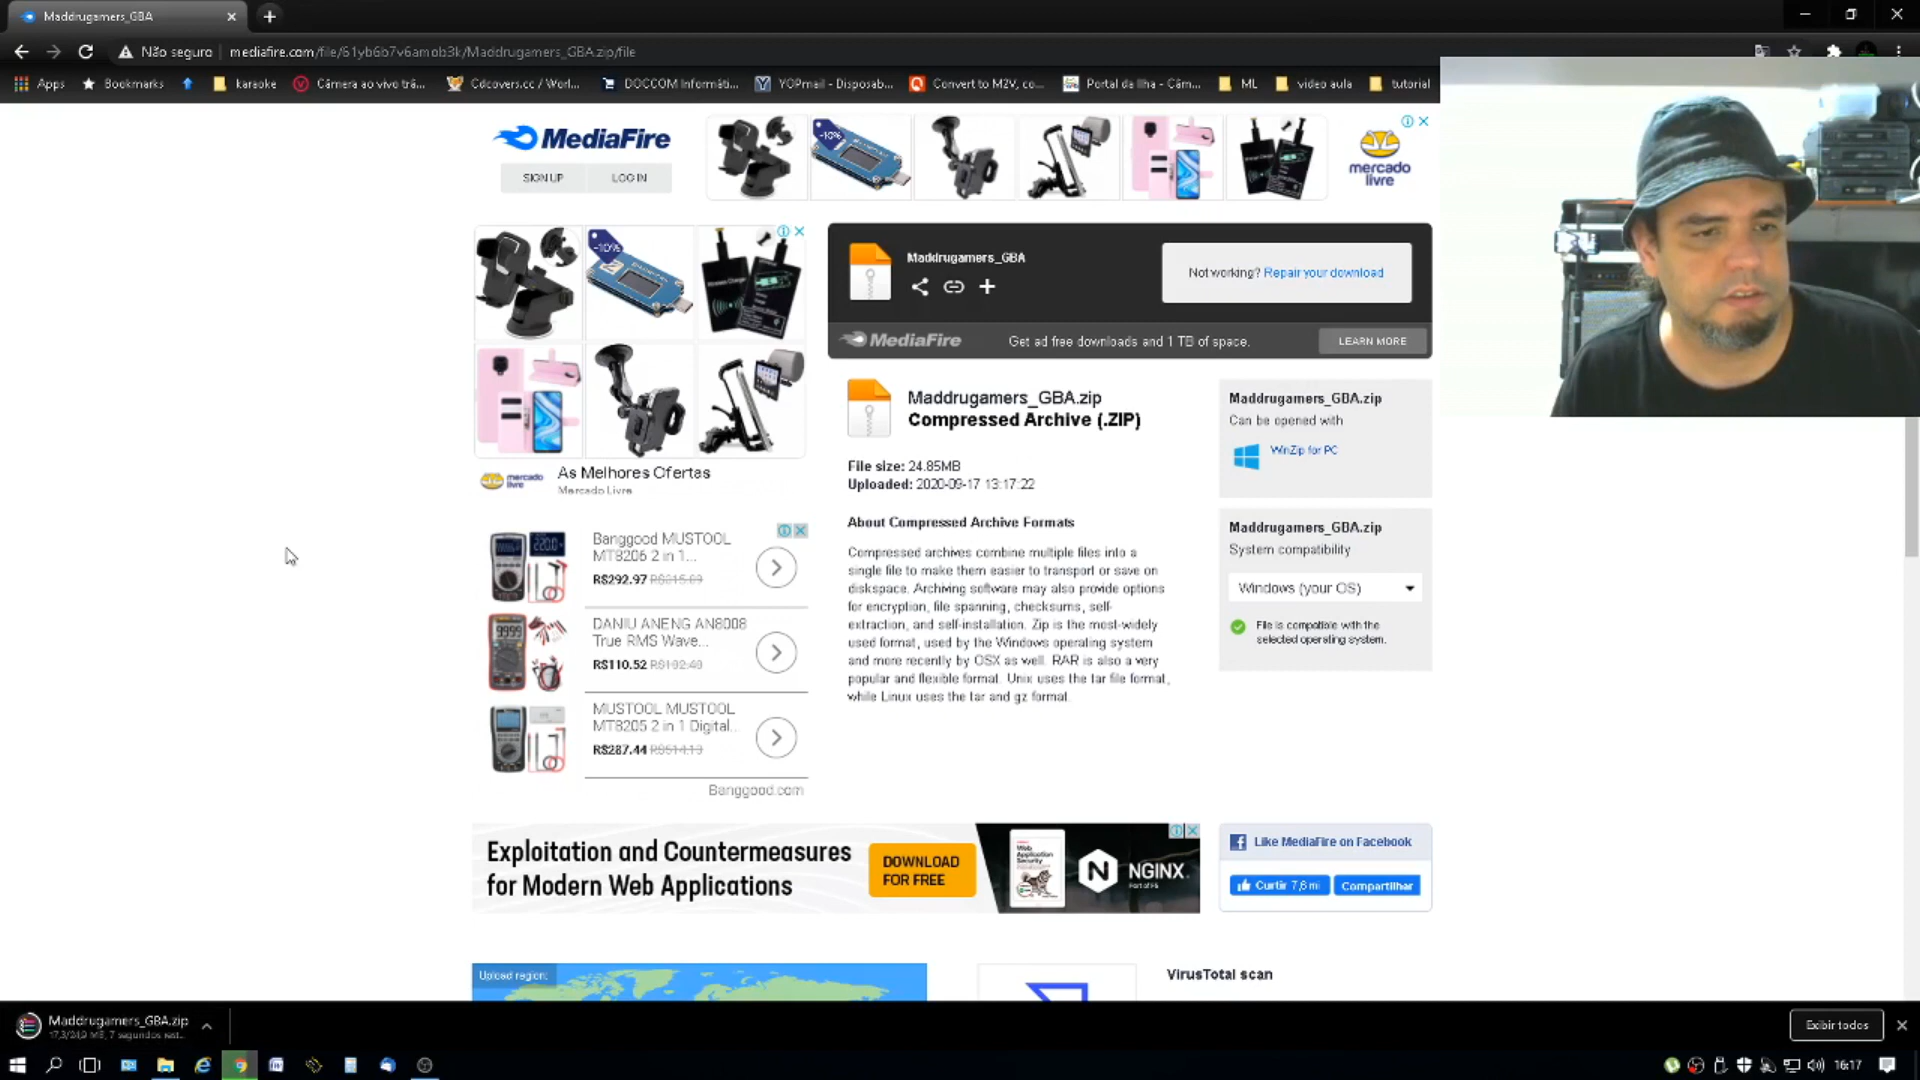 Maddrugamers_GBA
Não seguro
mediafire.com/file/61yb6b7v6amob3k/Maddrugamers_GBA.zip/file
Apps
Bookmarks
karaoke
Câmera ao vivo trâ...
Cdcovers.cc / Worl...
DOCCOM Informáti...
YOPmail - Disposab...
Convert to M2V, co...
Portal da Ilha - Câm...
ML
video aula
tutorial
MediaFire
SIGN UP
LOG IN
-10%
mercado
livre
-10%
As Melhores Ofertas
mercado
livre
Mercado Livre
Maddrugamers_GBA
Not working? Repair your download
MediaFire
Get ad free downloads and 1 TB of space.
LEARN MORE
Maddrugamers_GBA.zip
Compressed Archive (.ZIP)
File size: 24.85MB
Uploaded: 2020-09-17 13:17:22
About Compressed Archive Formats
Compressed archives combine multiple files into a
single file to make them easier to transport or save on
diskspace. Archiving software may also provide options
for encryption, file spanning, checksums, self-
extraction, and self-installation. Zip is the most-widely
used format, used by the Windows operating system
and more recently by OSX as well. RAR is also a very
popular and flexible format. Unix uses the tar file format,
while Linux uses the tar and gz format.
Maddrugamers_GBA.zip
Can be opened with
WinZip for PC
Maddrugamers_GBA.zip
System compatibility
Windows (your OS)
File is compatible with the
selected operating system.
Banggood MUSTOOL
MT8206 2 in 1...
R$292.97
DANIU ANENG AN8008
True RMS Wave...
R$110.52
MUSTOOL MUSTOOL
MT8205 2 in 1 Digital...
R$287.44 R$514.13
Banggood.com
Exploitation and Countermeasures
for Modern Web Applications
DOWNLOAD
FOR FREE
Web
Application
Security
NGINX
Part of F5
Like MediaFire on Facebook
Curtir 7,6 mi
Compartilhar
Upload region:
VirusTotal scan
Maddrugamers_GBA.zip
17,3/24,9 MB, 7 segundos rest...
Exibir todos
16:17